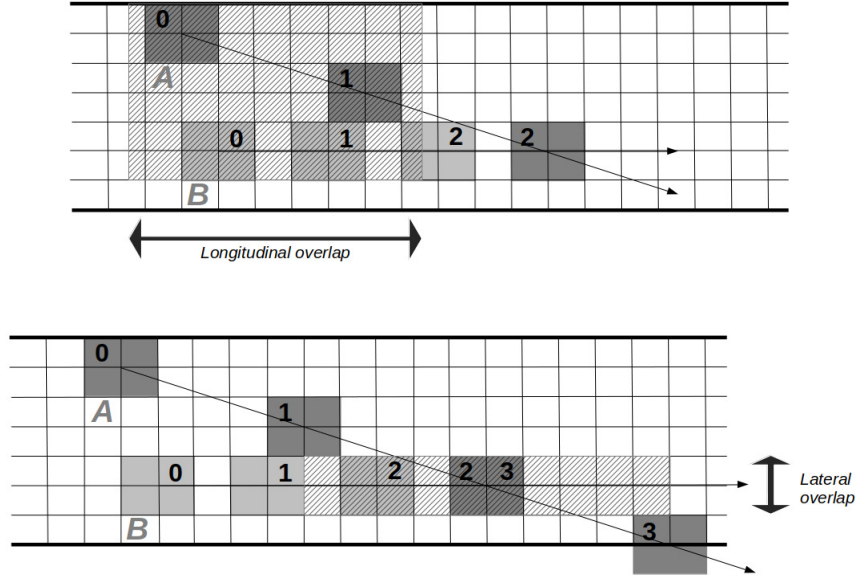 0
A
1
0 1 2 2
B
Longitudinal overlap
0
A
1
0 1 2 2 3
Lateral
overlap
B
3